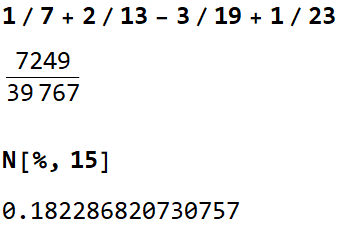 1 / 7 + 2 / 13 – 3 / 19 + 1 / 23
7249
39 767
N[%, 15]
0.182286820730757